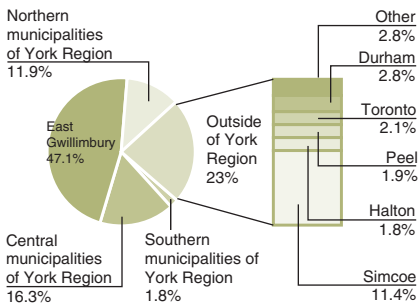 Northern
municipalities
of York Region
11.9%
East
Gwillimbury
47.1%
Outside
of York
Region
23%
Central
municipalities
of York Region
16.3%
Southern
municipalities of
York Region
1.8%
Other
2.8%
Durham
2.8%
Toronto
2.1%
Peel
1.9%
Halton
1.8%
Simcoe
11.4%